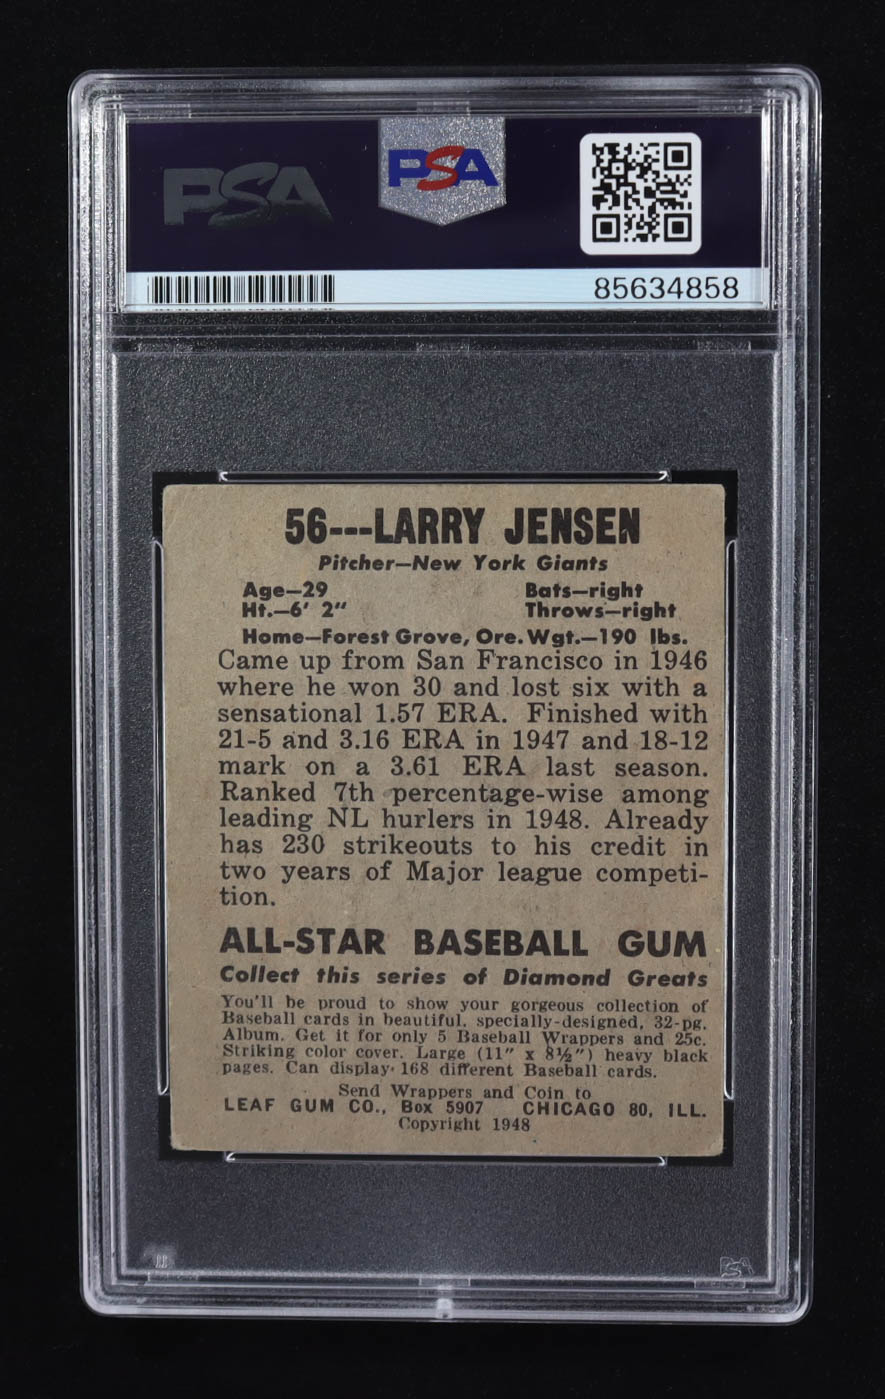 PSA
PSA
85634858
56---LARRY JENSEN
Pitcher—New York Giants
Age—29 Bats—right
Ht.—6' 2" Throws—right
Home—Forest Grove, Ore. Wgt.—190 lbs.
Came up from San Francisco in 1946
where he won 30 and lost six with a
sensational 1.57 ERA. Finished with
21-5 and 3.16 ERA in 1947 and 18-12
mark on a 3.61 ERA last season.
Ranked 7th percentage-wise among
leading NL hurlers in 1948. Already
has 230 strikeouts to his credit in
two years of Major league competi-
tion.
ALL-STAR BASEBALL GUM
Collect this series of Diamond Greats
You'll be proud to show your gorgeous collection of
Baseball cards in beautiful, specially-designed, 32-pg.
Album. Get it for only 5 Baseball Wrappers and 25c.
Striking color cover. Large (11" x 8½") heavy black
pages. Can display 168 different Baseball cards.
Send Wrappers and Coin to
LEAF GUM CO., Box 5907 CHICAGO 80, ILL.
Copyright 1948
PSA